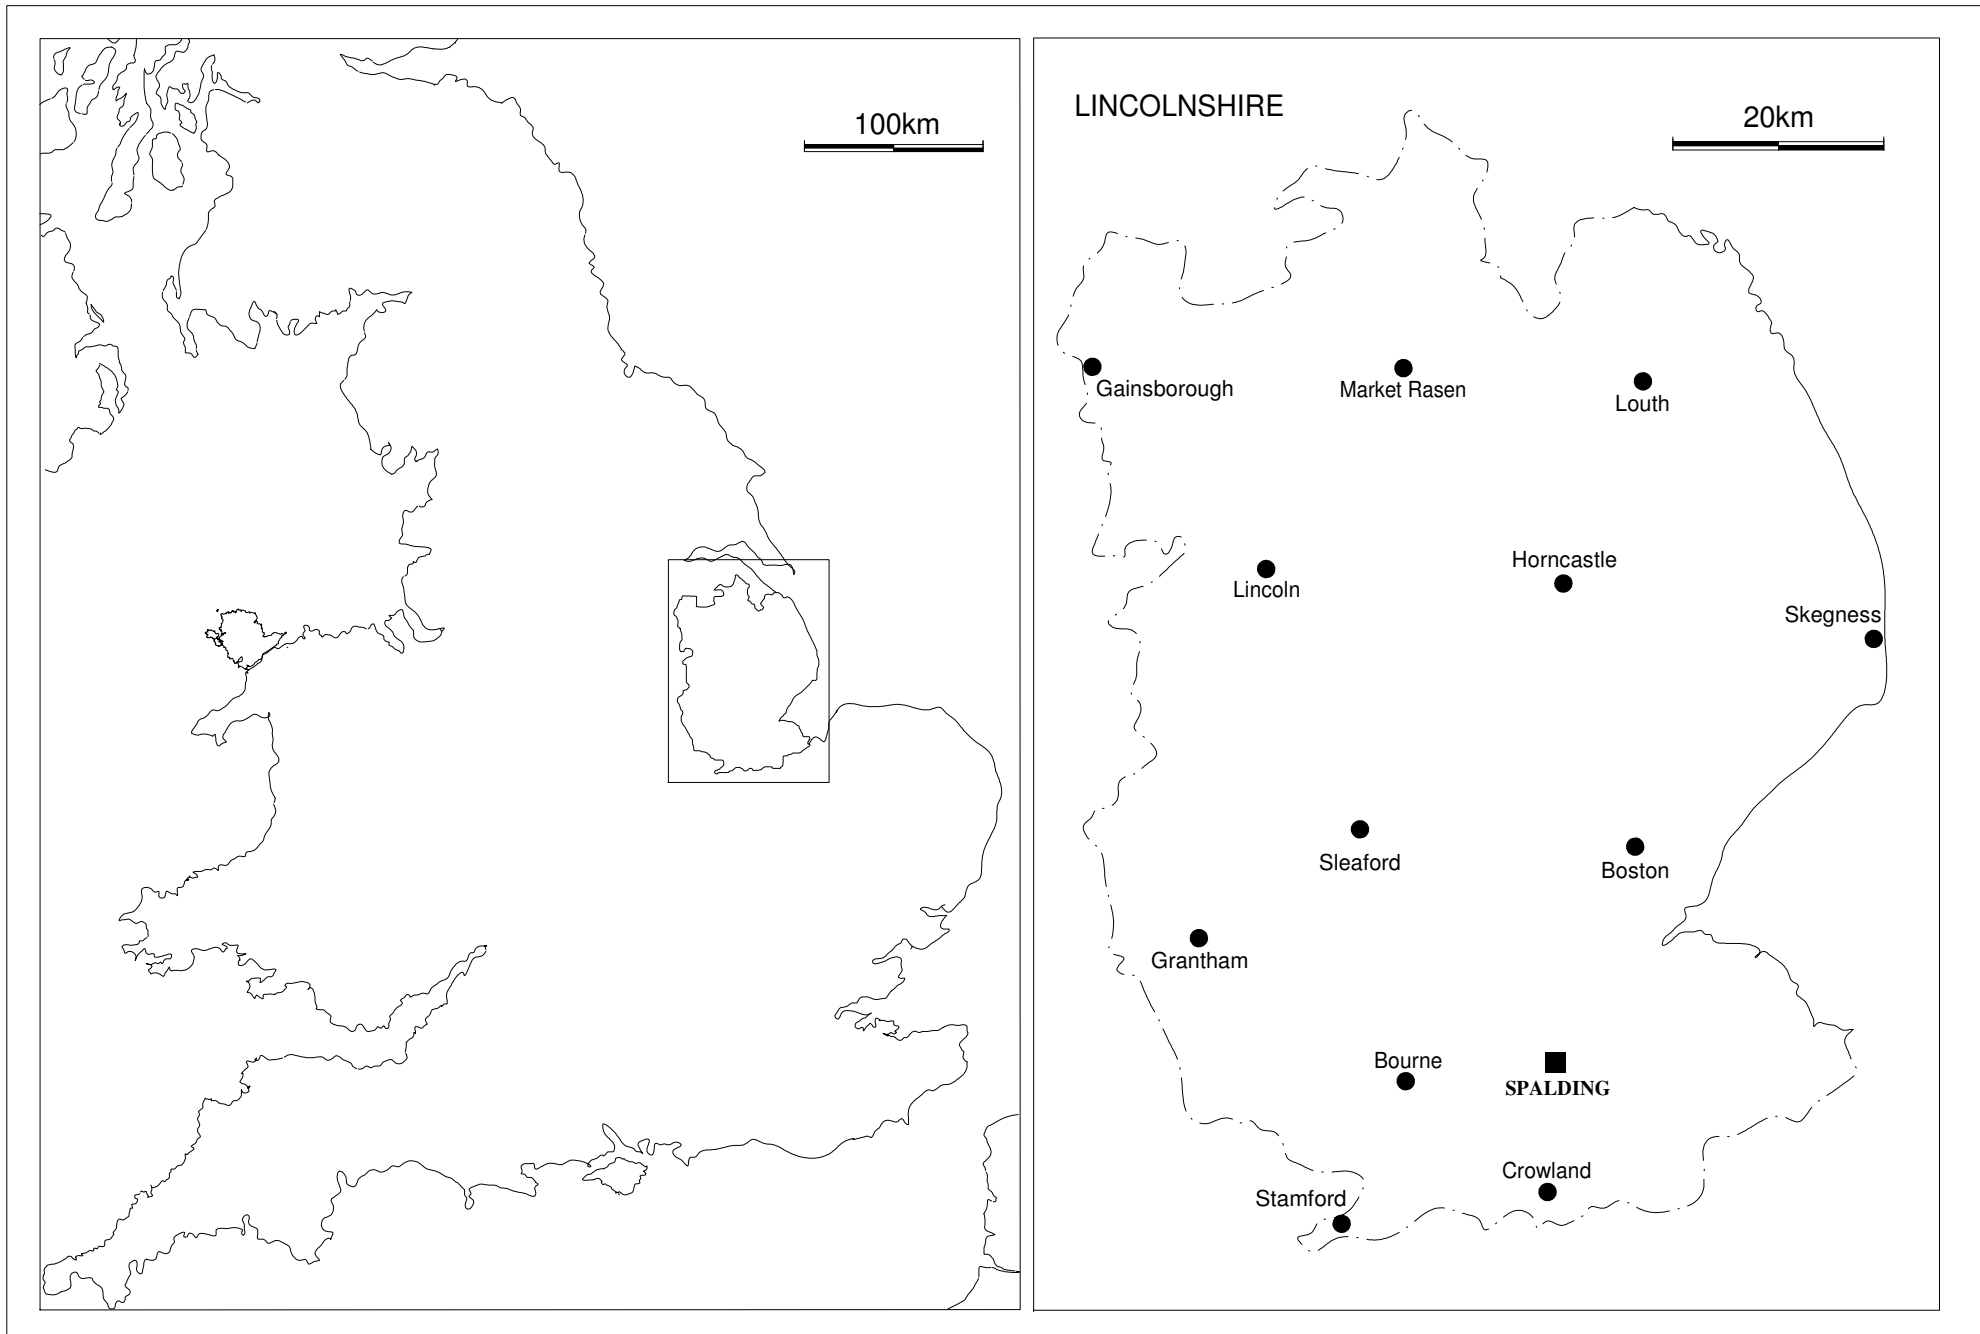 100km
LINCOLNSHIRE
20km
Gainsborough
Market Rasen
Louth
Horncastle
Lincoln
Skegness
Sleaford
Boston
Grantham
Bourne
SPALDING
Crowland
Stamford